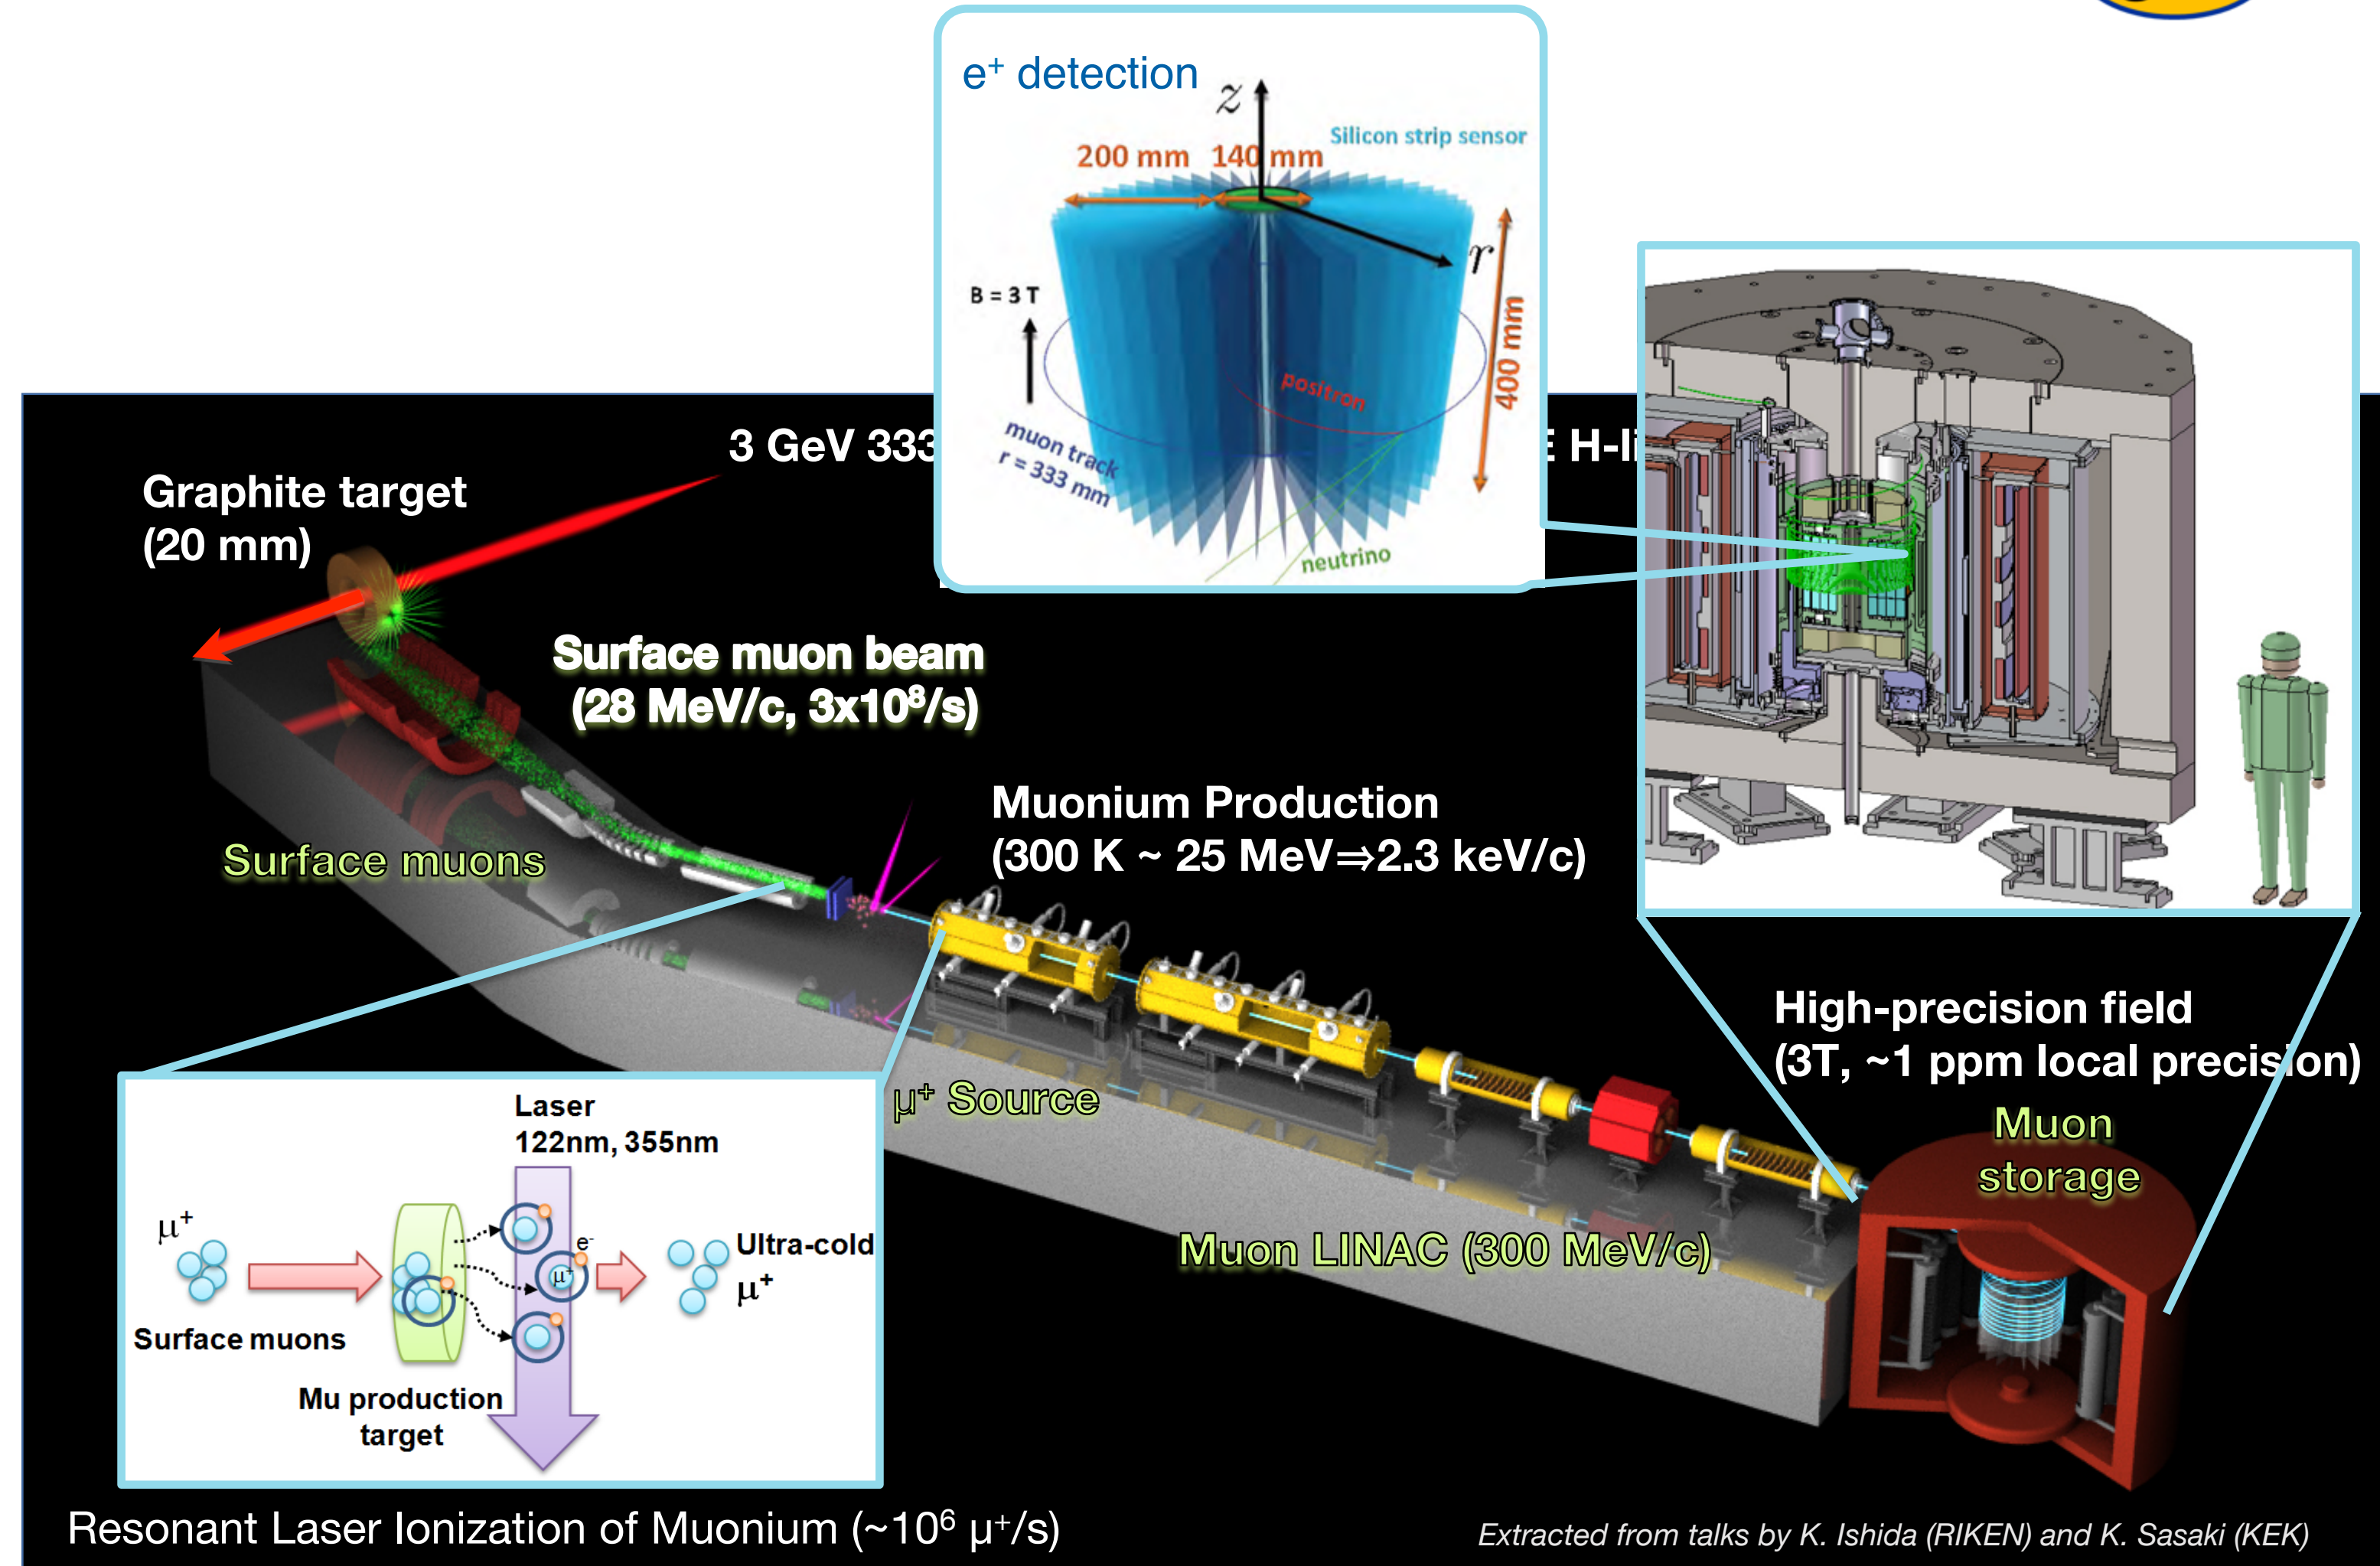 e⁺ detection
z
Silicon strip sensor
200 mm 140 mm
r
B = 3 T
400 mm
positron
muon track
r = 333 mm
neutrino
3 GeV 333
H-li
Graphite target
(20 mm)
Surface muon beam
(28 MeV/c, 3x10⁸/s)
Muonium Production
(300 K ~ 25 MeV⇒2.3 keV/c)
Surface muons
High-precision field
(3T, ~1 ppm local precision)
μ⁺ Source
Muon
storage
Muon LINAC (300 MeV/c)
Laser
122nm, 355nm
μ⁺
e⁻
μ⁺
Ultra-cold
μ⁺
Surface muons
Mu production
target
Resonant Laser Ionization of Muonium (~10⁶ μ⁺/s)
Extracted from talks by K. Ishida (RIKEN) and K. Sasaki (KEK)